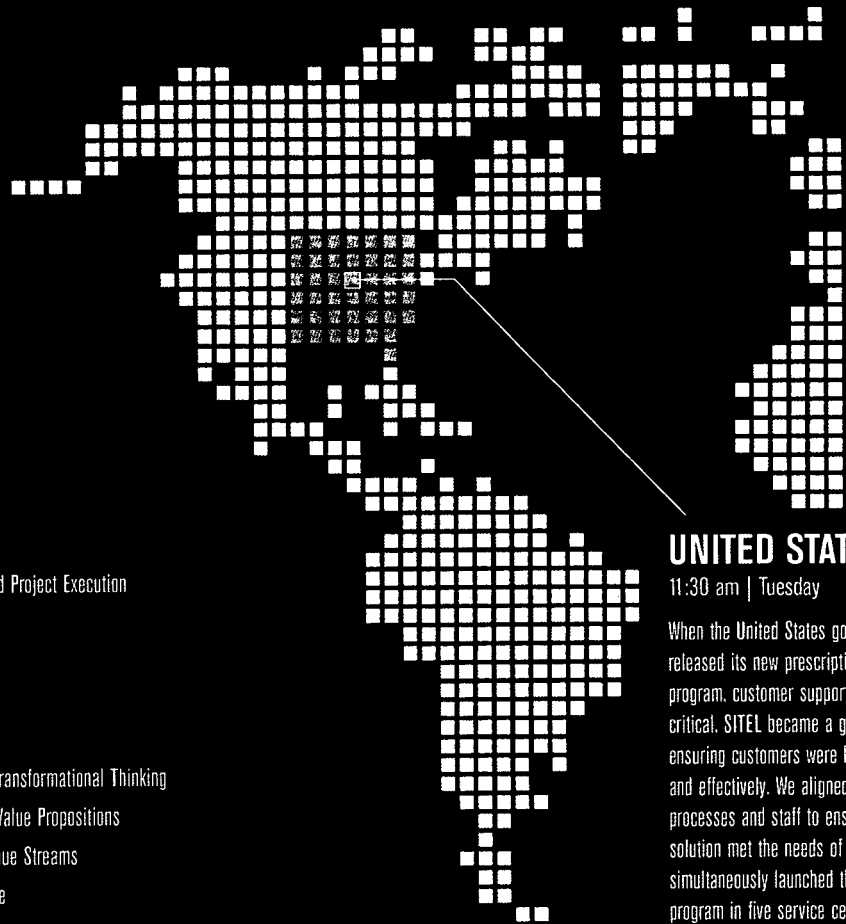 d Project Execution
ransformational Thinking
Value Propositions
ue Streams
e
UNITED STAT
11:30 am | Tuesday
When the United States go
released its new prescripti
program, customer support
critical. SITEL became a g
ensuring customers were
and effectively. We aligned
processes and staff to ens
solution met the needs of
simultaneously launched th
program in five service ce